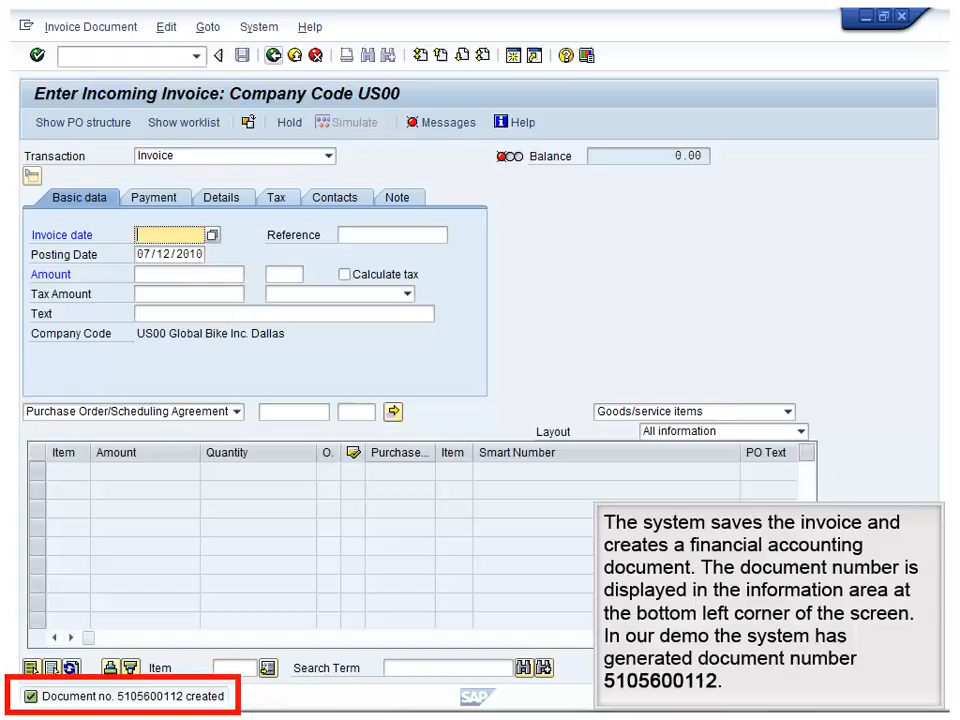 Invoice Document Edit Goto System Help
Enter Incoming Invoice: Company Code US00
Show PO structure Show worklist Hold Simulate Messages Help
Transaction Invoice Balance 0.00
Basic data Payment Details Tax Contacts Note
Invoice date Reference
Posting Date 07/12/2010
Amount Calculate tax
Tax Amount
Text
Company Code US00 Global Bike Inc. Dallas
Purchase Order/Scheduling Agreement Goods/service items
Layout All information
Item Amount Quantity O. Purchase... Item Smart Number PO Text
The system saves the invoice and
creates a financial accounting
document. The document number is
displayed in the information area at
the bottom left corner of the screen.
In our demo the system has
generated document number
5105600112.
Item Search Term
Document no. 5105600112 created
SAP